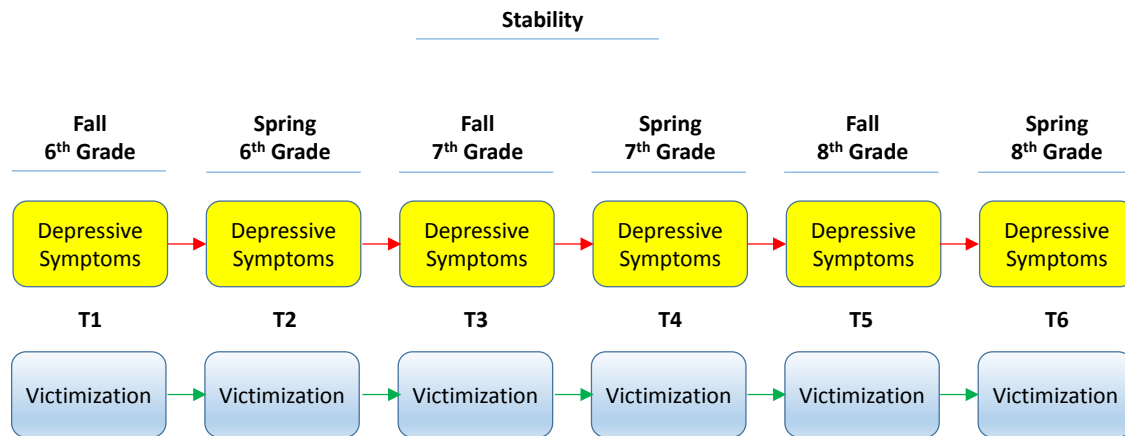 Stability
Fall Spring Fall Spring Fall Spring
6th Grade 6th Grade 7th Grade 7th Grade 8th Grade 8th Grade
Depressive Depressive Depressive Depressive Depressive Depressive
Symptoms Symptoms Symptoms Symptoms Symptoms Symptoms
T1 T2 T3 T4 T5 T6
Victimization Victimization Victimization Victimization Victimization Victimization